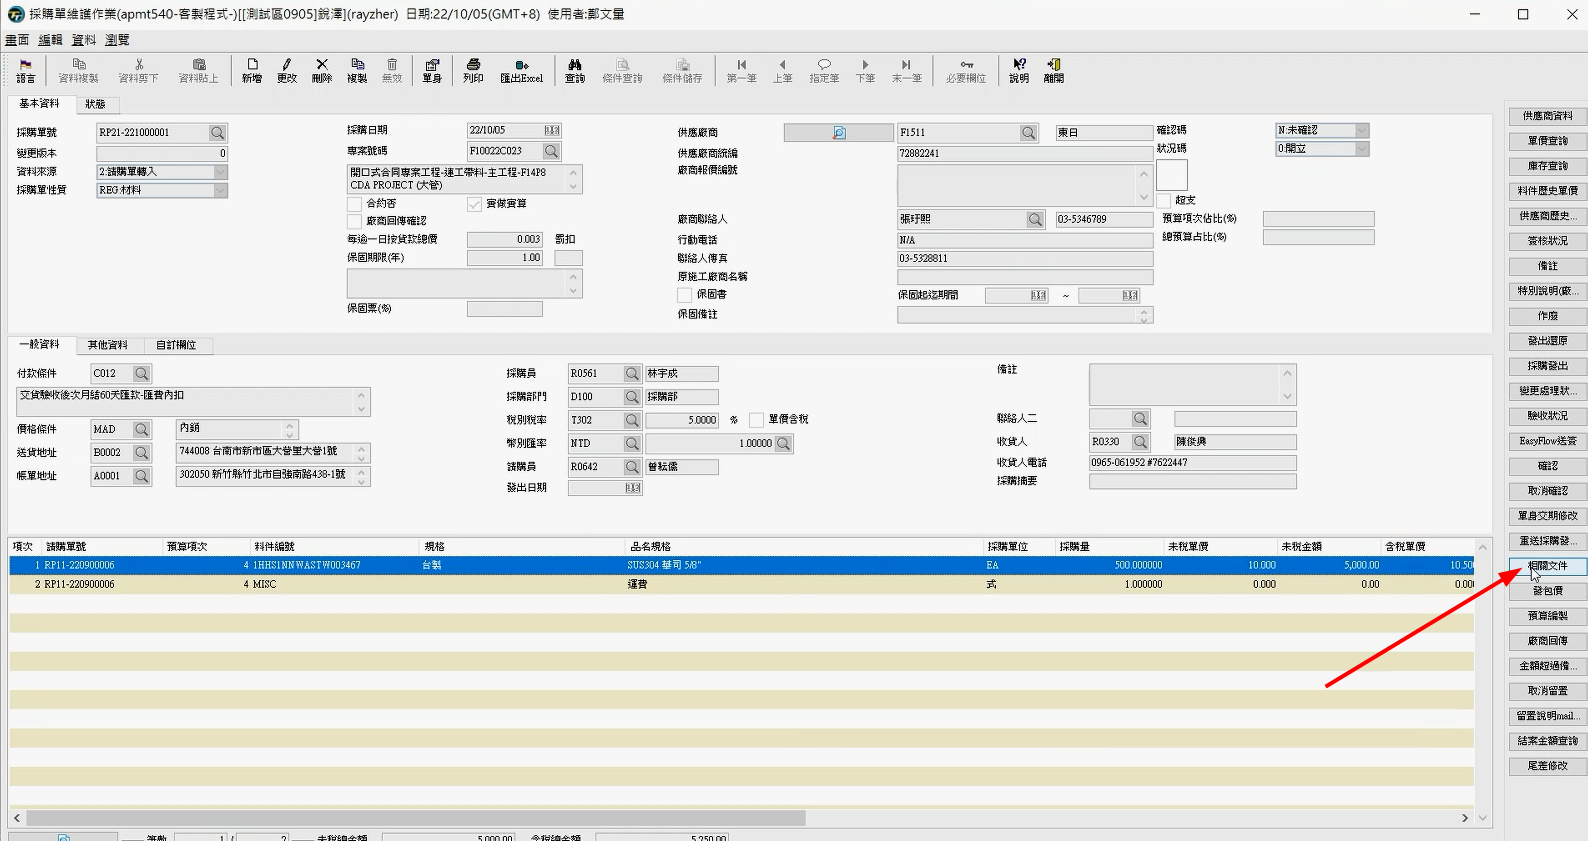 採購單維護作業(apmt540-客製程式-)[[測試區0905]銳澤](rayzher) 日期:22/10/05(GMT+8) 使用者:鄭文量
畫面 編輯 資料 瀏覽
語言 資料複製 資料剪下 資料貼上 新增 更改 刪除 複製 無效 單身 列印 匯出Excel 查詢 條件查詢 條件儲存 第一筆 上筆 指定筆 下筆 末一筆 必要欄位 說明 離開
基本資料 狀態
採購單號 RP21-221000001 採購日期 22/10/05 供應廠商 F1511 東日 確認碼 N:未確認
變更版本 0 專案號碼 F10022C023 供應廠商統編 72882241 狀況碼 0:開立
資料來源 2:請購單轉入 開口式合同專案工程-連工帶料-主工程-F14P8 廠商報價編號
採購單性質 REG:材料 CDA PROJECT (大管)
合約否 實做實算 超支
廠商回傳確認 廠商聯絡人 張玗熙 03-5346789 預算項次佔比(%)
每逾一日按貨款總價 0.003 罰扣 行動電話 N/A 總預算占比(%)
保固期限(年) 1.00 聯絡人傳真 03-5328811
原施工廠商名稱
保固書 保固起迄期間 ~
保固票(%) 保固備註
一般資料 其他資料 自訂欄位
付款條件 C012 採購員 R0561 林宇成 備註
交貨驗收後次月結60天匯款-匯費內扣 採購部門 D100 採購部
稅別稅率 T302 5.0000 % 單價含稅 聯絡人二
價格條件 MAD 內銷
幣別匯率 NTD 1.00000 收貨人 R0330 陳俊興
送貨地址 B0002 744008 台南市新市區大營里大營1號
請購員 R0642 曾耘儒 收貨人電話 0965-061952 #7622447
帳單地址 A0001 302050 新竹縣竹北市自強南路438-1號
發出日期 採購摘要
項次 請購單號 預算項次 料件編號 規格 品名規格 採購單位 採購量 未稅單價 未稅金額 含稅單價
1 RP11-220900006 4 1HHS1NNWASTW003467 台製 SUS304 華司 5/8" EA 500.000000 10.000 5,000.00 10.500
2 RP11-220900006 4 MISC 運費 式 1.000000 0.000 0.00 0.000
筆數 1 / 2 未稅總金額 5,000.00 含稅總金額 5,250.00
供應商資料
單價查詢
庫存查詢
料件歷史單價
供應商歷史...
簽核狀況
備註
特別說明(廠...
作廢
發出還原
採購發出
變更處理狀...
驗收狀況
EasyFlow送簽
確認
取消確認
單身交期修改
重送採購發...
相關文件
發包價
預算編製
廠商回傳
金額超過備...
取消留置
留置說明mail...
結案金額查詢
尾差修改